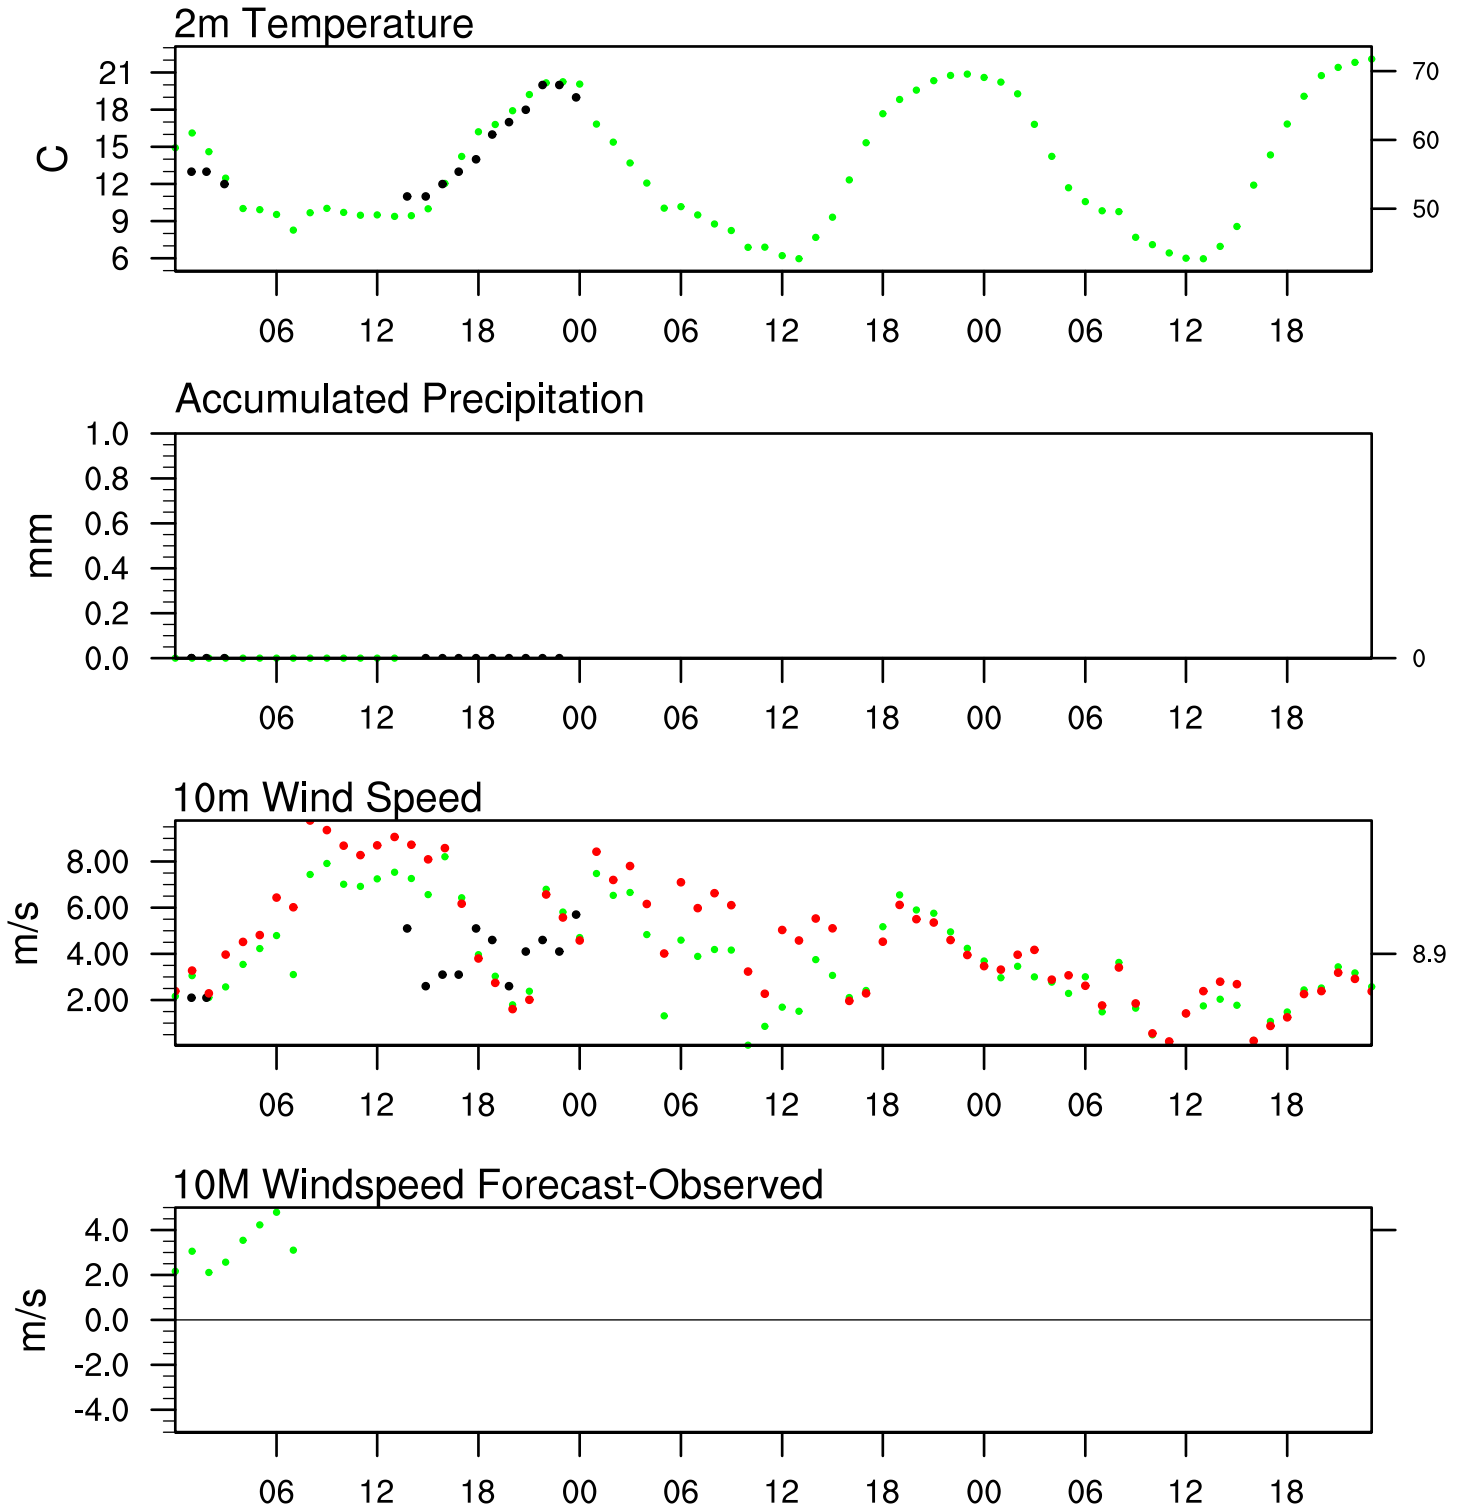 2m Temperature
21 70
18
15 60
C
12
9 50
6
06 12 18 00 06 12 18 00 06 12 18
Accumulated Precipitation
1.0
0.8
0.6
mm
0.4
0.2
0.0 0
06 12 18 00 06 12 18 00 06 12 18
10m Wind Speed
8.00
6.00
m/s
4.00 8.9
2.00
06 12 18 00 06 12 18 00 06 12 18
10M Windspeed Forecast-Observed
4.0
2.0
m/s
0.0
-2.0
-4.0
06 12 18 00 06 12 18 00 06 12 18